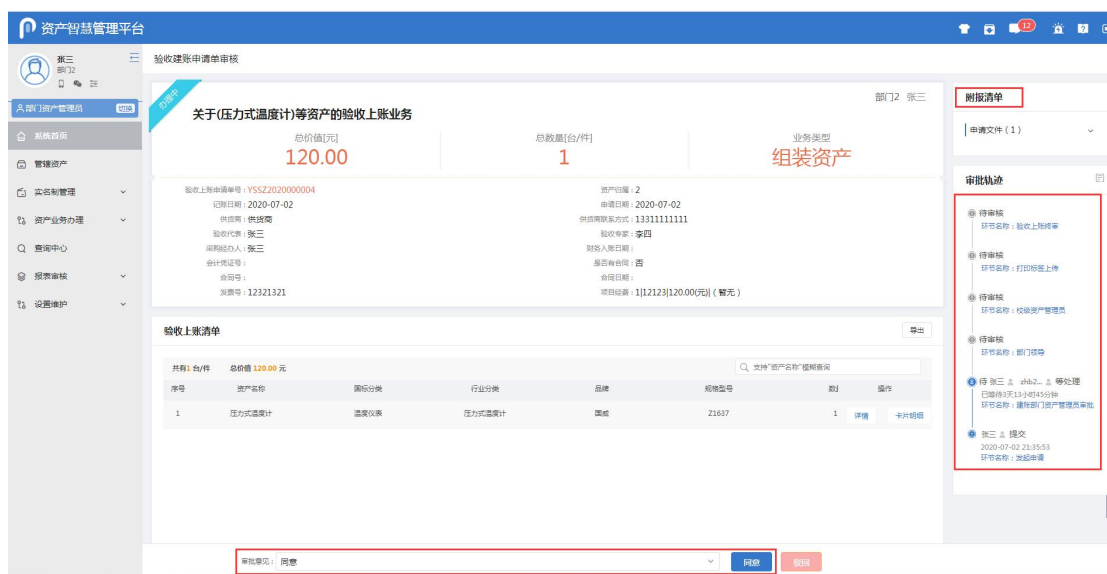 资产智慧管理平台
12
张三
部门2
部门资产管理员
切换
系统首页
管辖资产
实名制管理
资产业务办理
查询中心
报表审核
设置维护
验收建账申请单审核
办理中
部门2 张三
关于(压力式温度计)等资产的验收上账业务
总价值[元]
总数量[台/件]
业务类型
120.00
1
组装资产
验收上账申请单号：YSSZ2020000004
资产归属：2
记账日期：2020-07-02
申请日期：2020-07-02
供货商：供货商
供货商联系方式：13311111111
验收代表：张三
验收专家：李四
采购经办人：张三
财务入账日期：
会计凭证号：
是否有合同：否
合同号：
合同日期：
发票号：12321321
项目经费：1|12123|120.00(元)|（暂无）
验收上账清单
导出
共有1 台/件 总价值 120.00 元
支持"资产名称"模糊查询
序号 资产名称 国标分类 行业分类 品牌 规格型号 操作
1 压力式温度计 温度仪表 压力式温度计 国威 Z1637 1 详情 卡片明细
附报清单
申请文件（1）
审批轨迹
待审核
环节名称：验收上账终审
待审核
环节名称：打印标签上传
待审核
环节名称：校级资产管理员
待审核
环节名称：部门领导
待 张三 zhb2... 等处理
已等待3天13小时45分钟
环节名称：建账部门资产管理员审批
张三 提交
2020-07-02 21:35:53
环节名称：发起申请
审批意见：同意
同意
驳回